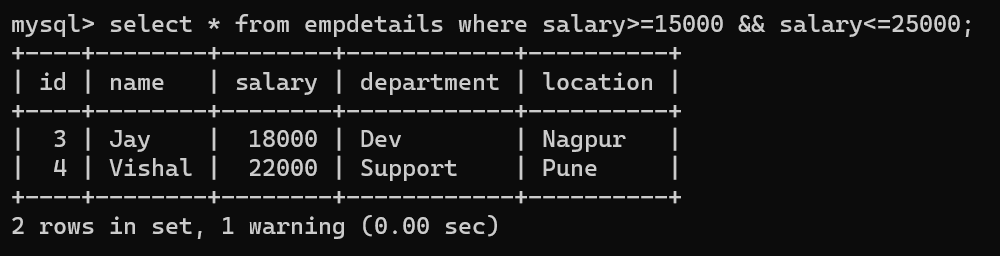 mysql> select * from empdetails where salary>=15000 && salary<=25000;
+----+--------+--------+------------+----------+
| id | name   | salary | department | location |
+----+--------+--------+------------+----------+
|  3 | Jay    |  18000 | Dev        | Nagpur   |
|  4 | Vishal |  22000 | Support    | Pune     |
+----+--------+--------+------------+----------+
2 rows in set, 1 warning (0.00 sec)